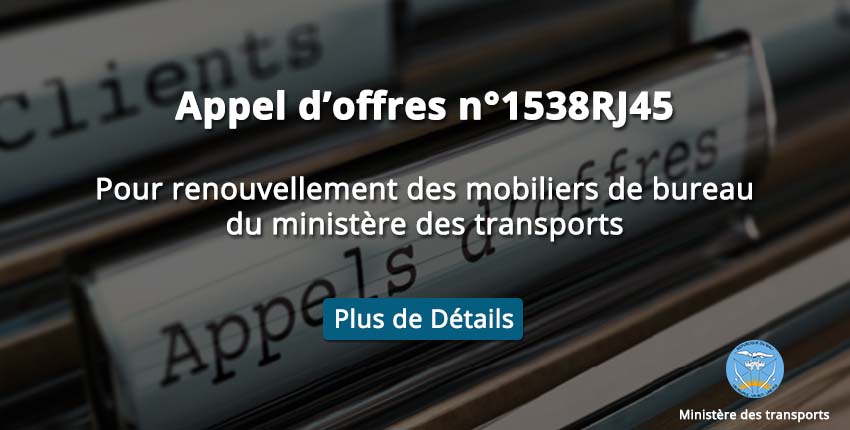 Clients
Appel d’offres n°1538RJ45
Pour renouvellement des mobiliers de bureau
du ministère des transports
Appels d'offres
Plus de Détails
Ministère des transports